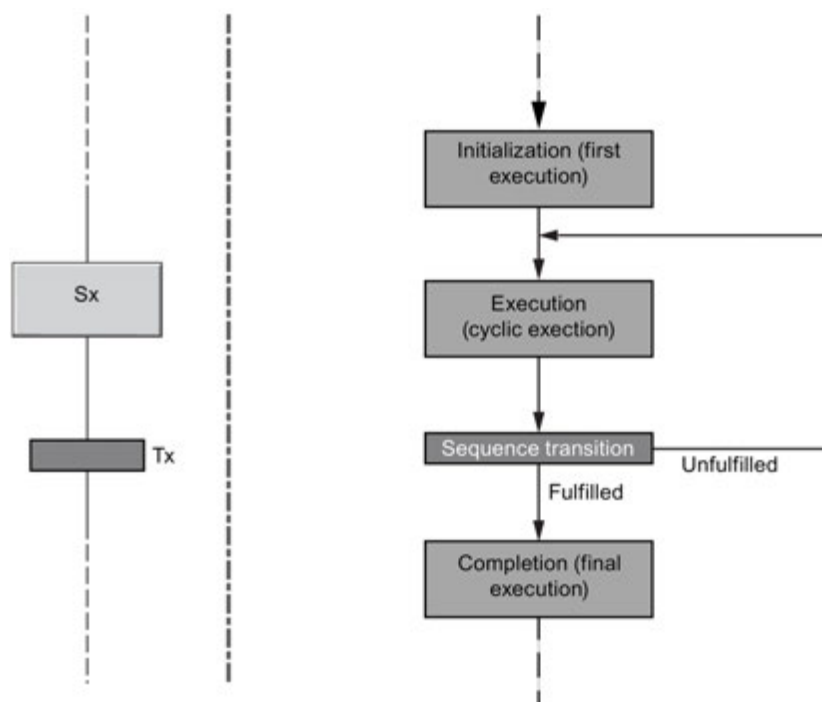 Sx
Tx
Initialization (first
execution)
Execution
(cyclic exection)
Sequence transition
Unfulfilled
Fulfilled
Completion (final
execution)